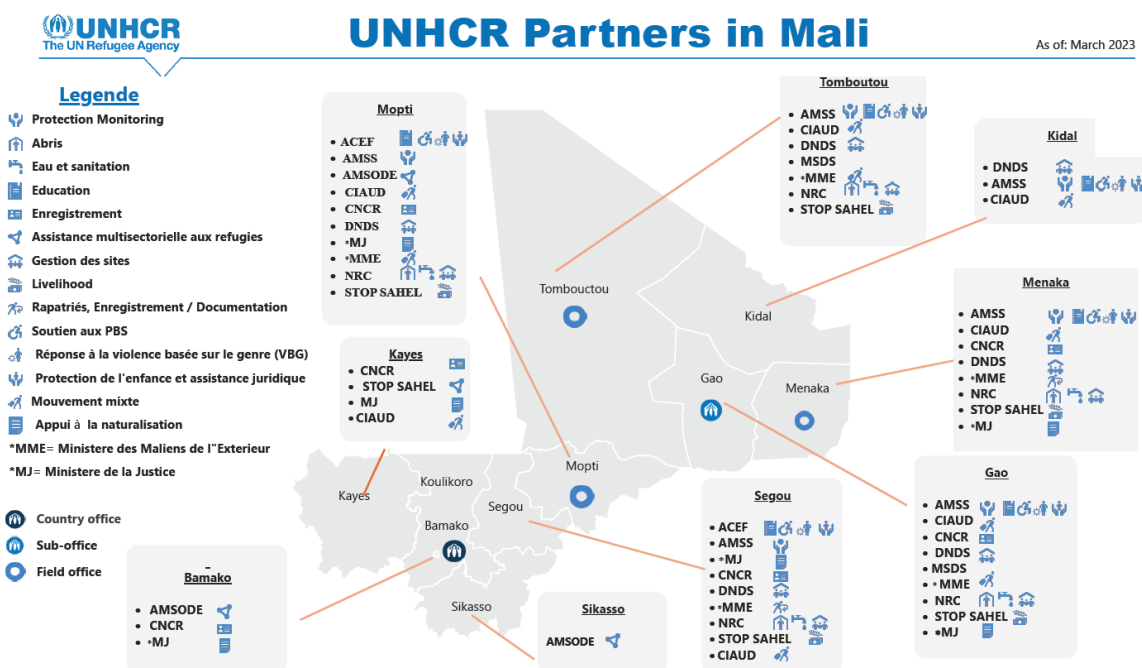 UNHCR
The UN Refugee Agency
UNHCR Partners in Mali
As of: March 2023
Legende
Protection Monitoring
Abris
Eau et sanitation
Education
Enregistrement
Assistance multisectorielle aux refugies
Gestion des sites
Livelihood
Rapatriés, Enregistrement / Documentation
Soutien aux PBS
Réponse à la violence basée sur le genre (VBG)
Protection de l'enfance et assistance juridique
Mouvement mixte
Appui à la naturalisation
*MME= Ministere des Maliens de l"Exterieur
*MJ= Ministere de la Justice
Country office
Sub-office
Field office
Mopti
• ACEF
• AMSS
• AMSODE
• CIAUD
• CNCR
• DNDS
• *MJ
• *MME
• NRC
• STOP SAHEL
Kayes
• CNCR
• STOP SAHEL
• MJ
• CIAUD
Tomboutou
• AMSS
• CIAUD
• DNDS
• MSDS
• *MME
• NRC
• STOP SAHEL
Kidal
• DNDS
• AMSS
• CIAUD
Menaka
• AMSS
• CIAUD
• CNCR
• DNDS
• *MME
• NRC
• STOP SAHEL
• *MJ
Gao
• AMSS
• CIAUD
• CNCR
• DNDS
• MSDS
• *MME
• NRC
• STOP SAHEL
• *MJ
Segou
• ACEF
• AMSS
• *MJ
• CNCR
• DNDS
• *MME
• NRC
• STOP SAHEL
• CIAUD
Sikasso
AMSODE
Bamako
• AMSODE
• CNCR
• *MJ
Tombouctou
Kidal
Gao
Menaka
Mopti
Kayes
Koulikoro
Segou
Bamako
Sikasso